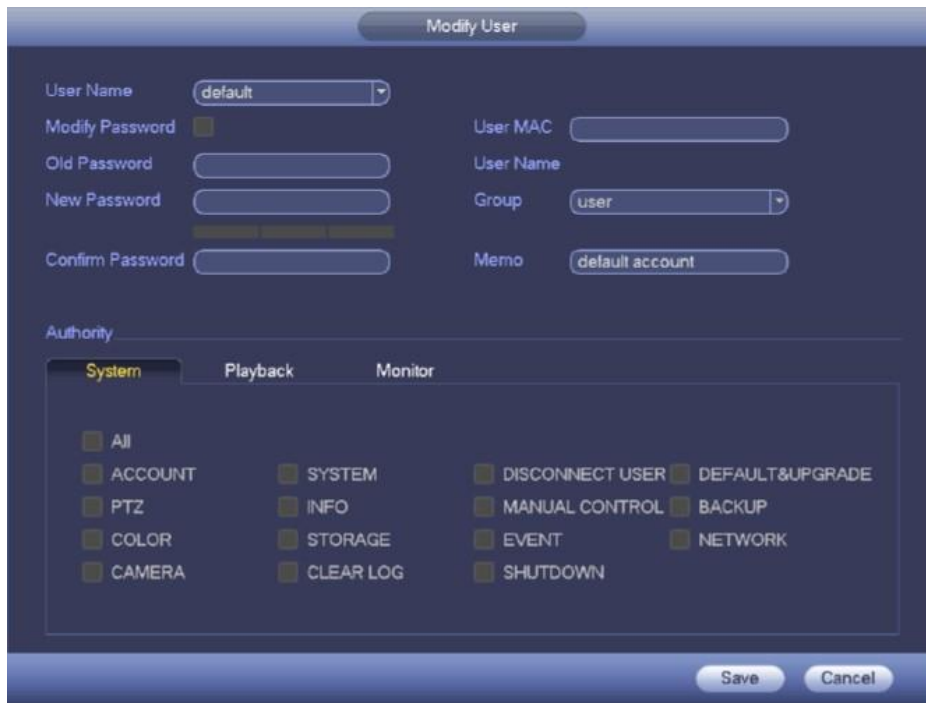 Modify User
User Name default
Modify Password User MAC
Old Password User Name
New Password Group user
Confirm Password Memo default account
Authority
System Playback Monitor
All
ACCOUNT SYSTEM DISCONNECT USER DEFAULT&UPGRADE
PTZ INFO MANUAL CONTROL BACKUP
COLOR STORAGE EVENT NETWORK
CAMERA CLEAR LOG SHUTDOWN
Save Cancel